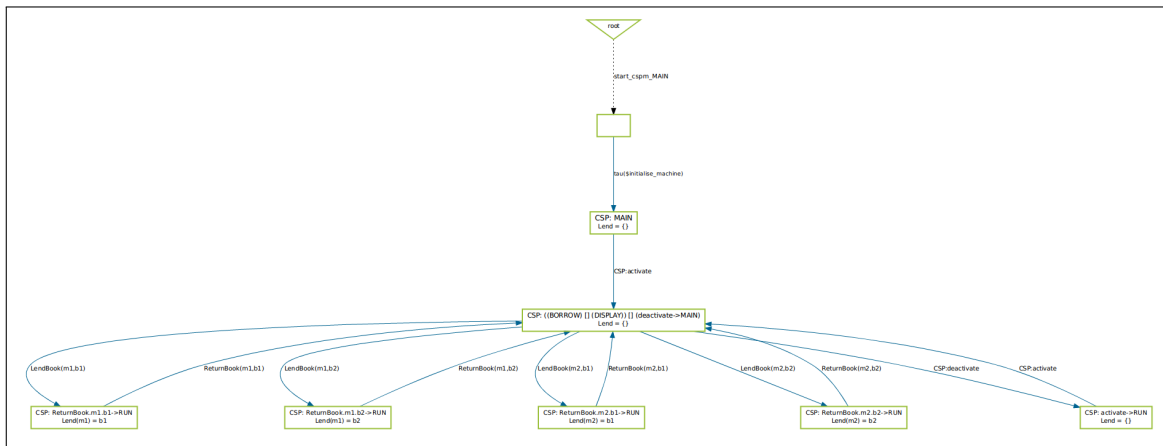 root
start_cspm_MAIN
tau($initialise_machine)
CSP: MAIN
Lend = {}
CSP:activate
CSP: ((BORROW) [] (DISPLAY)) [] (deactivate->MAIN)
Lend = {}
LendBook(m1,b1)
ReturnBook(m1,b1)
LendBook(m1,b2)
ReturnBook(m1,b2)
LendBook(m2,b1)
ReturnBook(m2,b1)
LendBook(m2,b2)
ReturnBook(m2,b2)
CSP:deactivate
CSP:activate
CSP: ReturnBook.m1.b1->RUN
Lend(m1) = b1
CSP: ReturnBook.m1.b2->RUN
Lend(m1) = b2
CSP: ReturnBook.m2.b1->RUN
Lend(m2) = b1
CSP: ReturnBook.m2.b2->RUN
Lend(m2) = b2
CSP: activate->RUN
Lend = {}